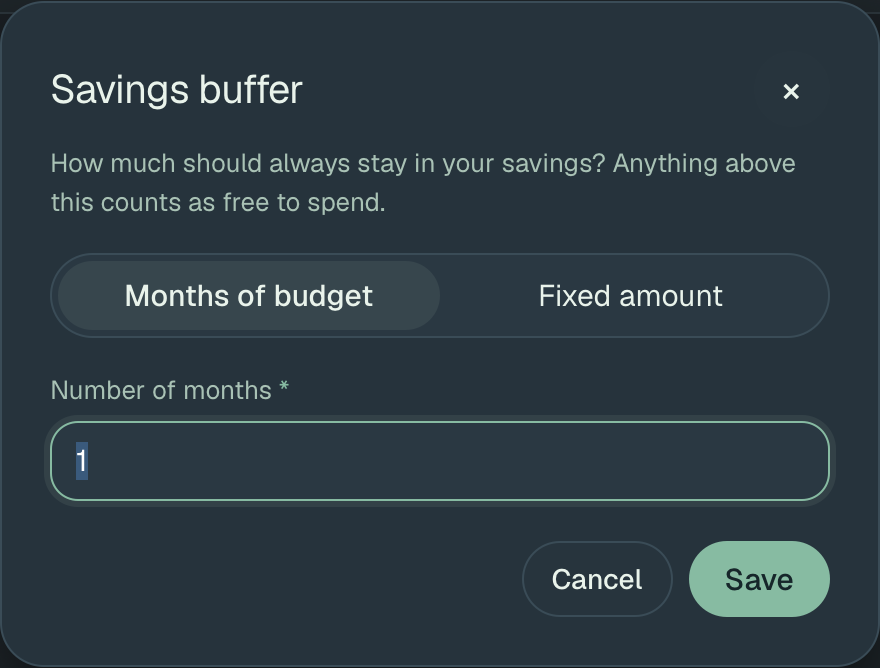 Savings buffer
×
How much should always stay in your savings? Anything above
this counts as free to spend.
Months of budget
Fixed amount
Number of months *
1
Cancel
Save